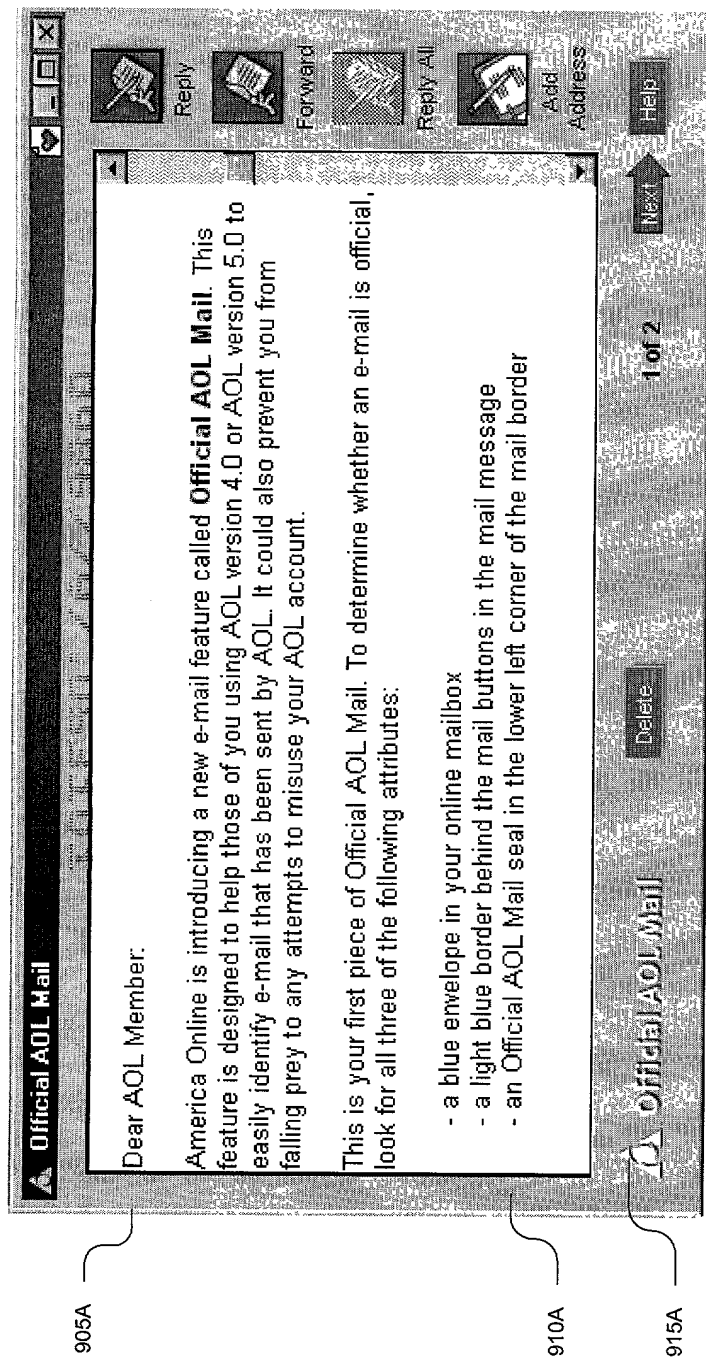 Official AOL Mail
Dear AOL Member:
America Online is introducing a new e-mail feature called Official AOL Mail. This
feature is designed to help those of you using AOL version 4.0 or AOL version 5.0 to
easily identify e-mail that has been sent by AOL. It could also prevent you from
falling prey to any attempts to misuse your AOL account.
This is your first piece of Official AOL Mail. To determine whether an e-mail is official,
look for all three of the following attributes:
- a blue envelope in your online mailbox
- a light blue border behind the mail buttons in the mail message
- an Official AOL Mail seal in the lower left corner of the mail border
Reply
Forward
Reply All
Add
Address
Official AOL Mail
Delete
1 of 2
Next
Help
905A
910A
915A